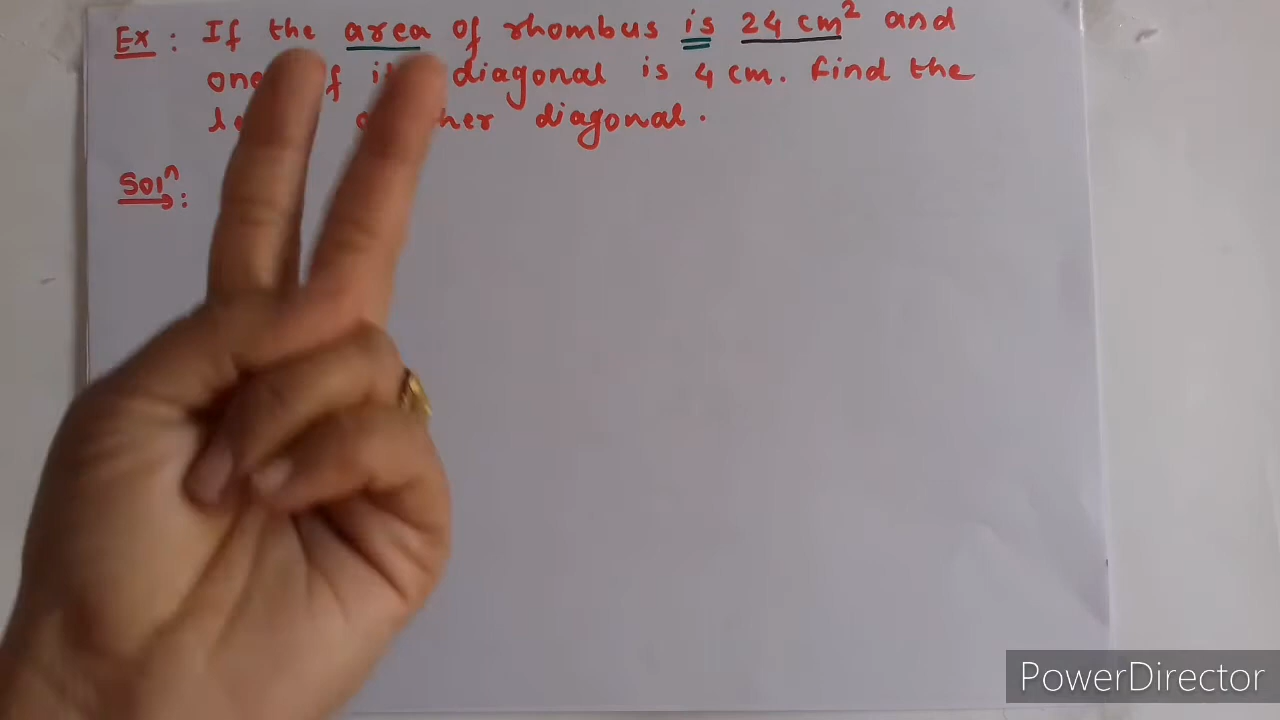 Ex : If the area of rhombus is 24 cm² and
one diagonal is 4 cm. Find the
diagonal.
Solⁿ :
PowerDirector